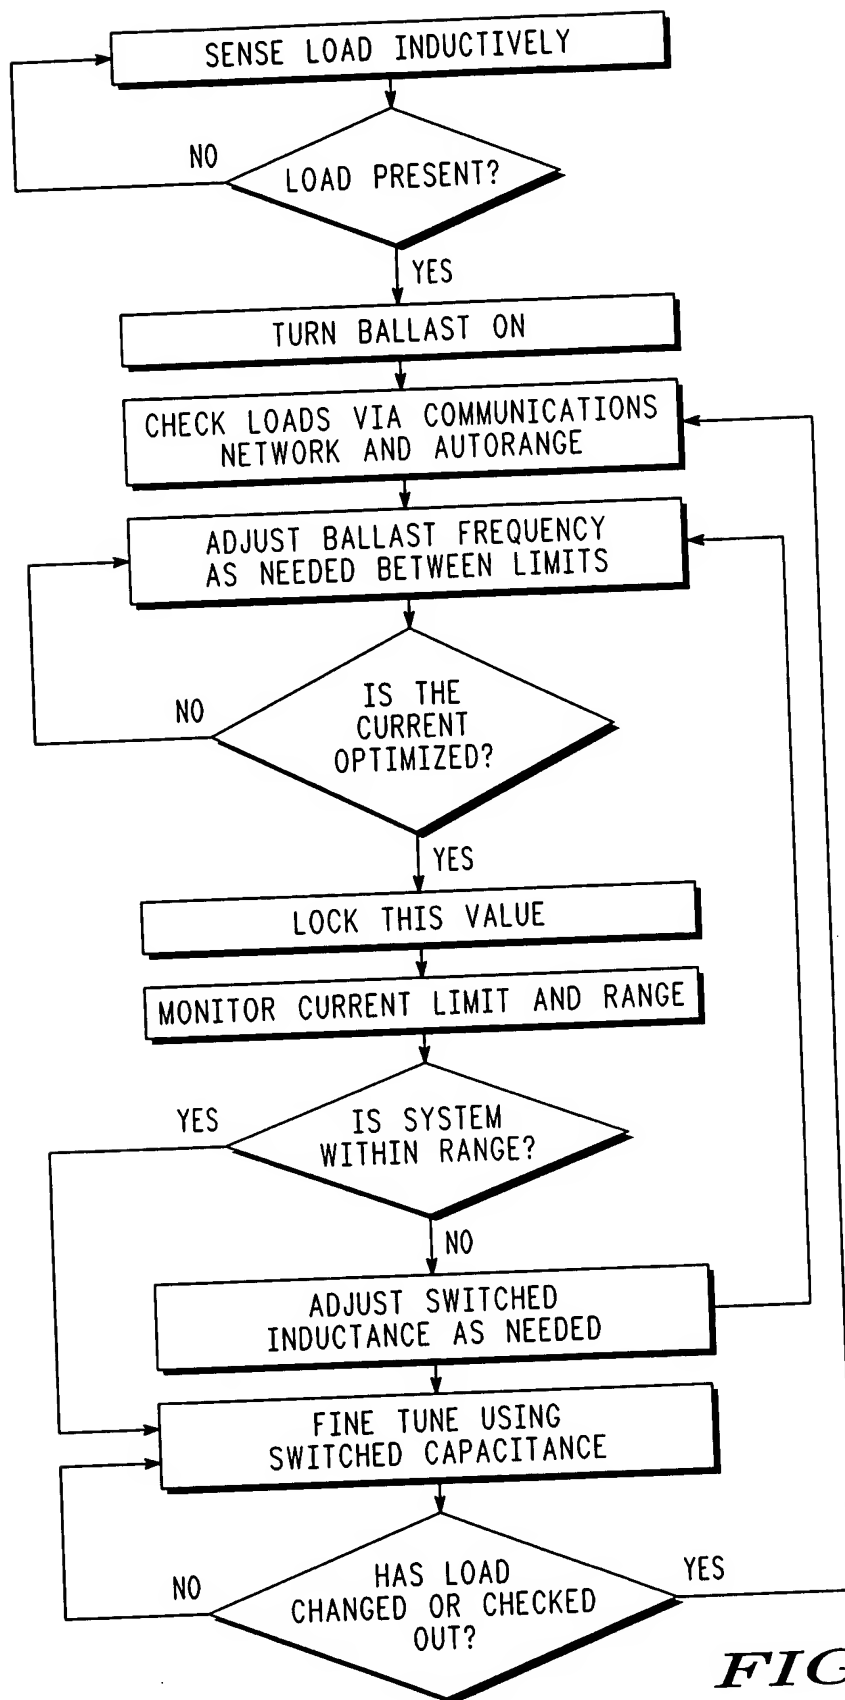 SENSE LOAD INDUCTIVELY
NO
LOAD PRESENT?
YES
TURN BALLAST ON
CHECK LOADS VIA COMMUNICATIONS
NETWORK AND AUTORANGE
ADJUST BALLAST FREQUENCY
AS NEEDED BETWEEN LIMITS
NO
IS THE
CURRENT
OPTIMIZED?
YES
LOCK THIS VALUE
MONITOR CURRENT LIMIT AND RANGE
YES
IS SYSTEM
WITHIN RANGE?
NO
ADJUST SWITCHED
INDUCTANCE AS NEEDED
FINE TUNE USING
SWITCHED CAPACITANCE
NO
HAS LOAD
CHANGED OR CHECKED
OUT?
YES
FIG